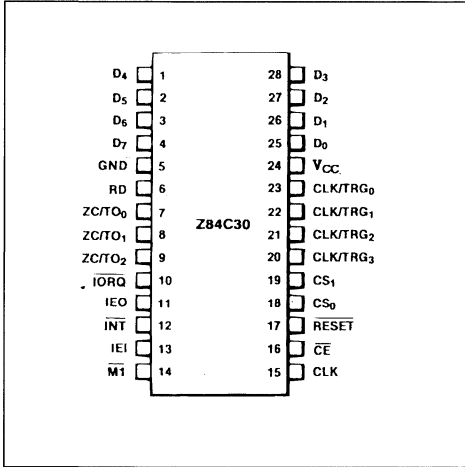 D4 1 28 D3
D5 2 27 D2
D6 3 26 D1
D7 4 25 D0
GND 5 24 VCC
RD 6 23 CLK/TRG0
ZC/TO0 7 22 CLK/TRG1
Z84C30
ZC/TO1 8 21 CLK/TRG2
ZC/TO2 9 20 CLK/TRG3
IORQ 10 19 CS1
IEO 11 18 CS0
INT 12 17 RESET
IEI 13 16 CE
M1 14 15 CLK